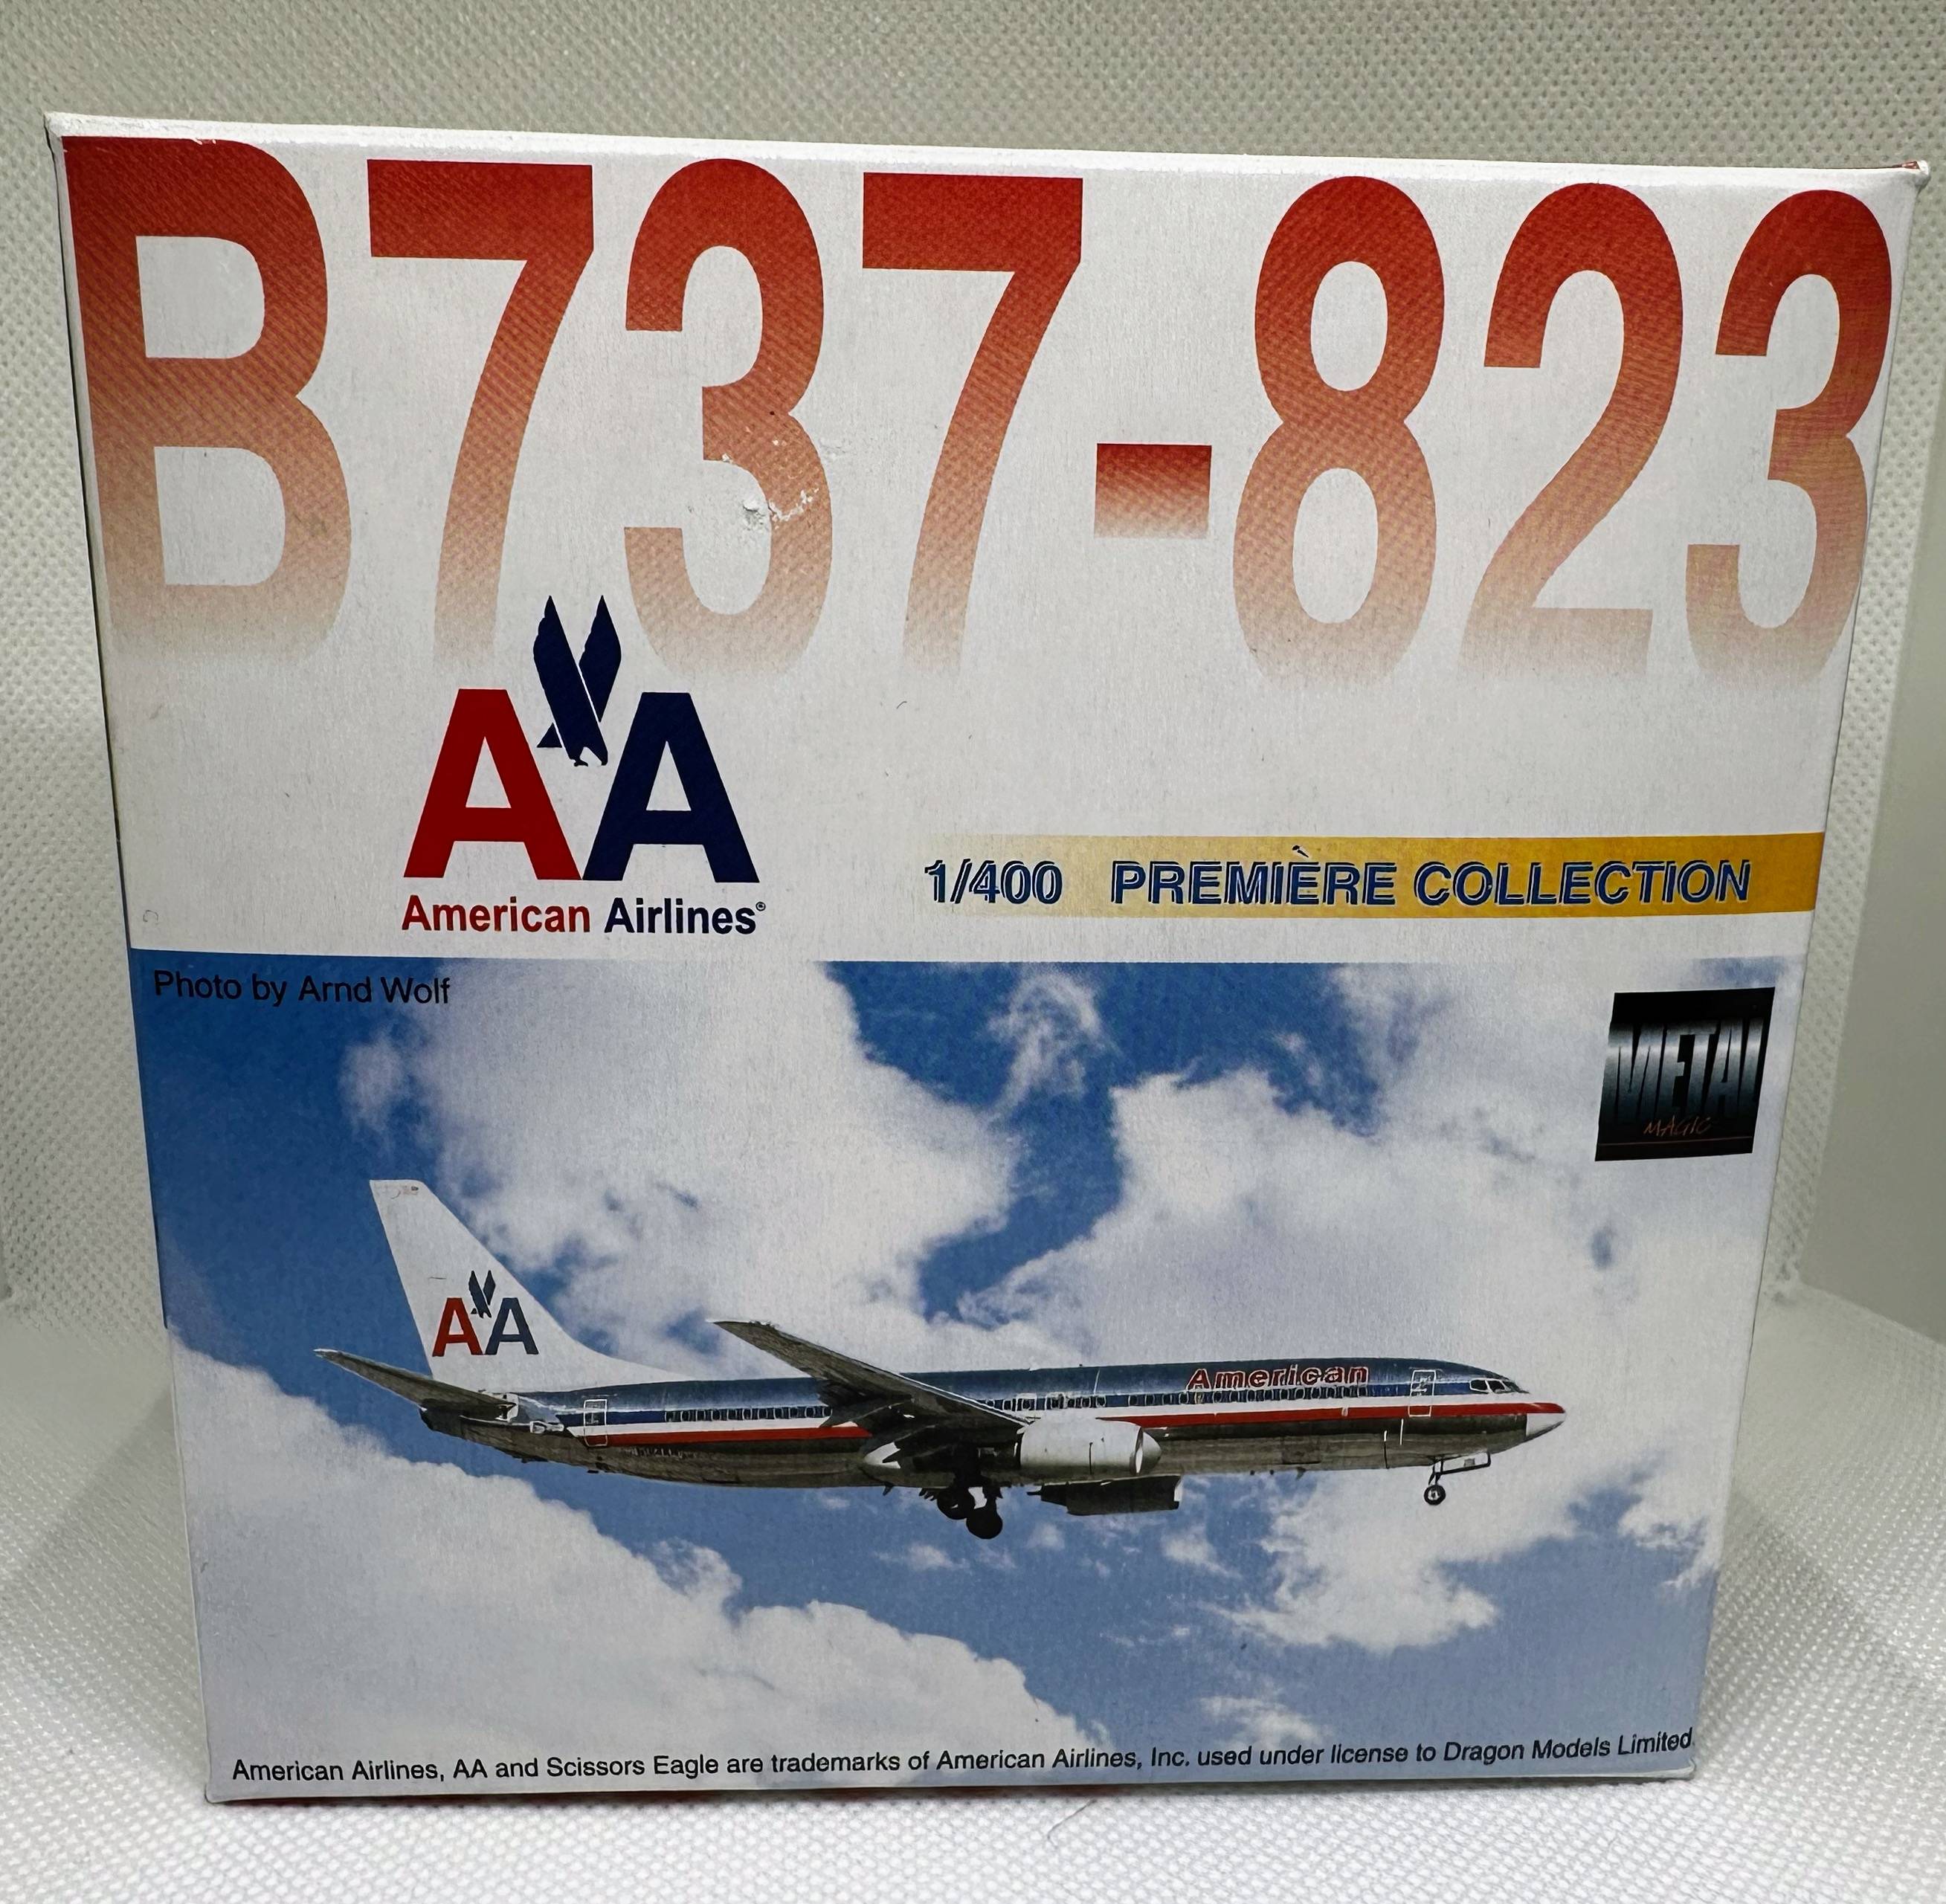 B737-823
AA
American Airlines®
1/400 PREMIÈRE COLLECTION
Photo by Arnd Wolf
METAL
MAGIC
AA
American
American Airlines, AA and Scissors Eagle are trademarks of American Airlines, Inc. used under license to Dragon Models Limited.